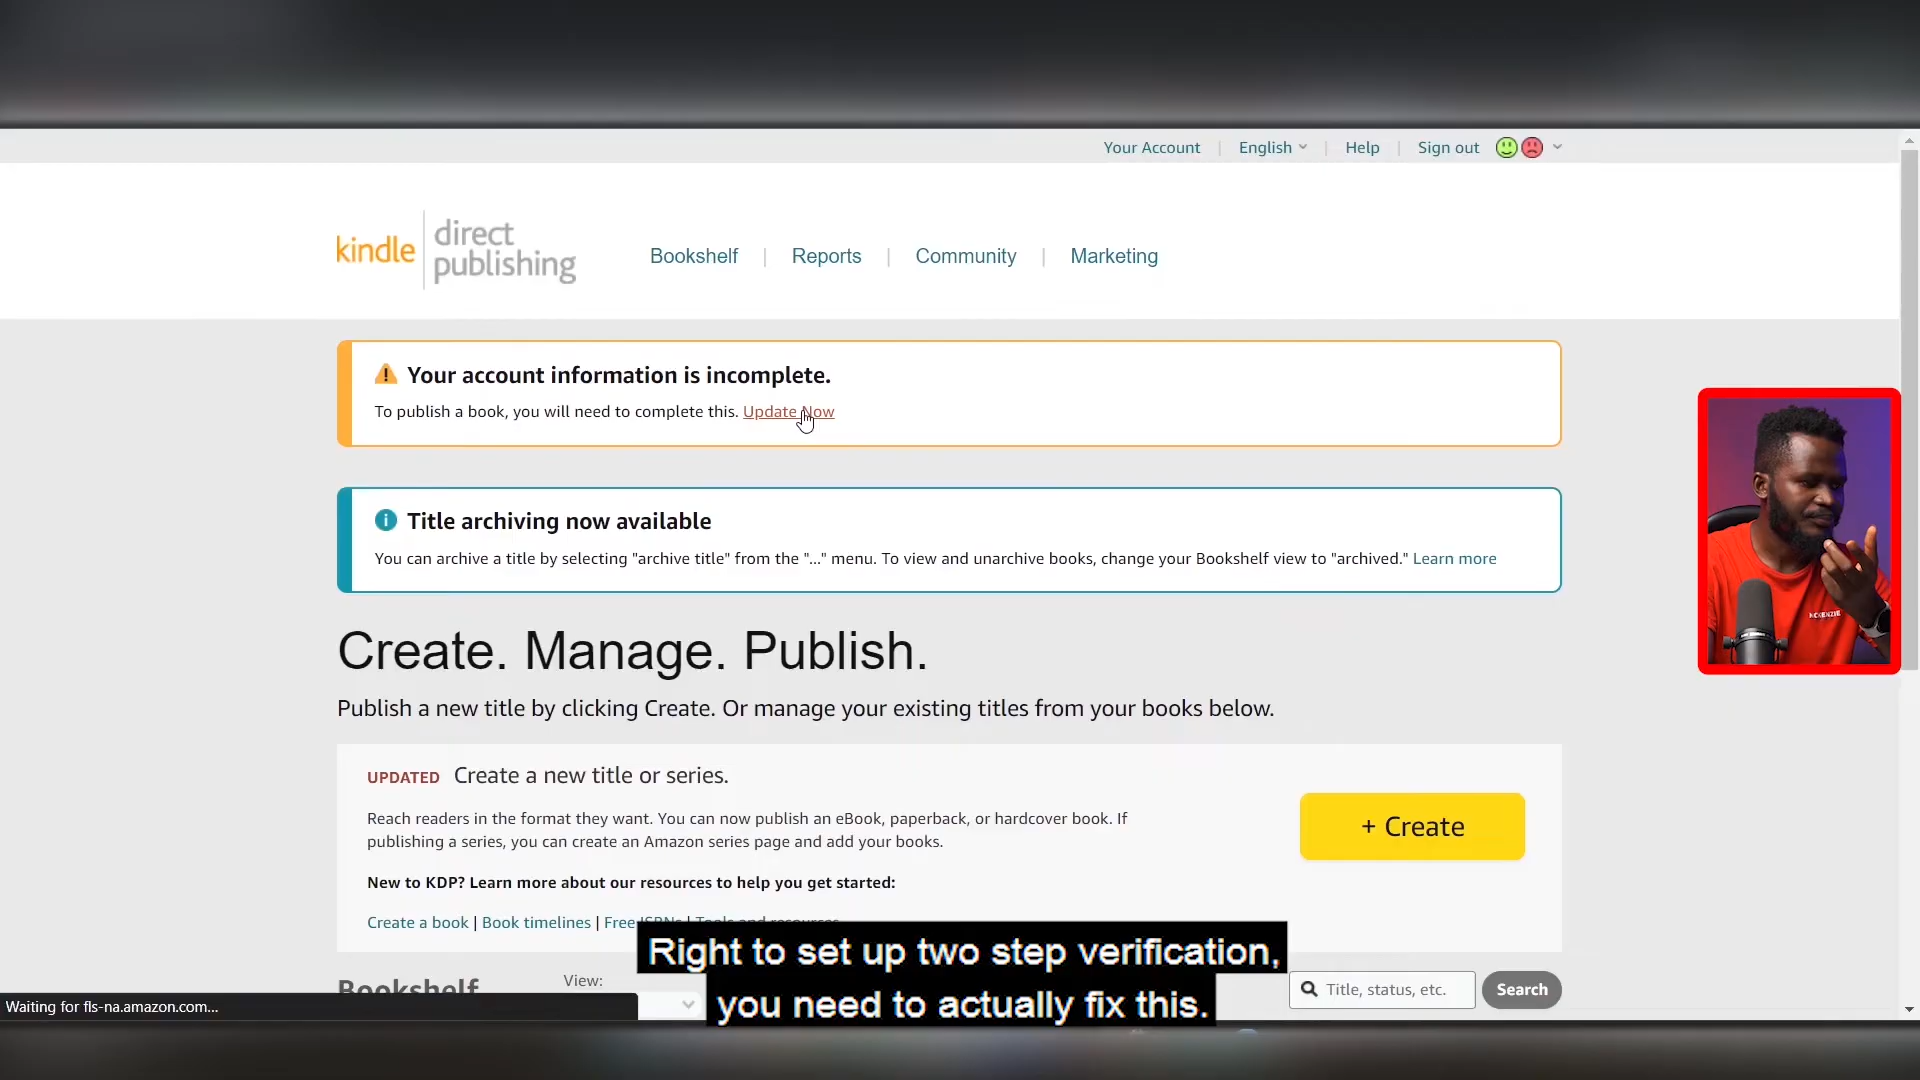 Your Account | English | Help | Sign out
kindle direct publishing
Bookshelf | Reports | Community | Marketing
Your account information is incomplete.
To publish a book, you will need to complete this. Update Now
Title archiving now available
You can archive a title by selecting "archive title" from the "..." menu. To view and unarchive books, change your Bookshelf view to "archived." Learn more
Create. Manage. Publish.
Publish a new title by clicking Create. Or manage your existing titles from your books below.
UPDATED Create a new title or series.
Reach readers in the format they want. You can now publish an eBook, paperback, or hardcover book. If
publishing a series, you can create an Amazon series page and add your books.
+ Create
New to KDP? Learn more about our resources to help you get started:
Create a book | Book timelines | Free ISBNs | Tools and resources
Bookshelf
View:
Title, status, etc.
Search
Waiting for fls-na.amazon.com...
Right to set up two step verification,
you need to actually fix this.